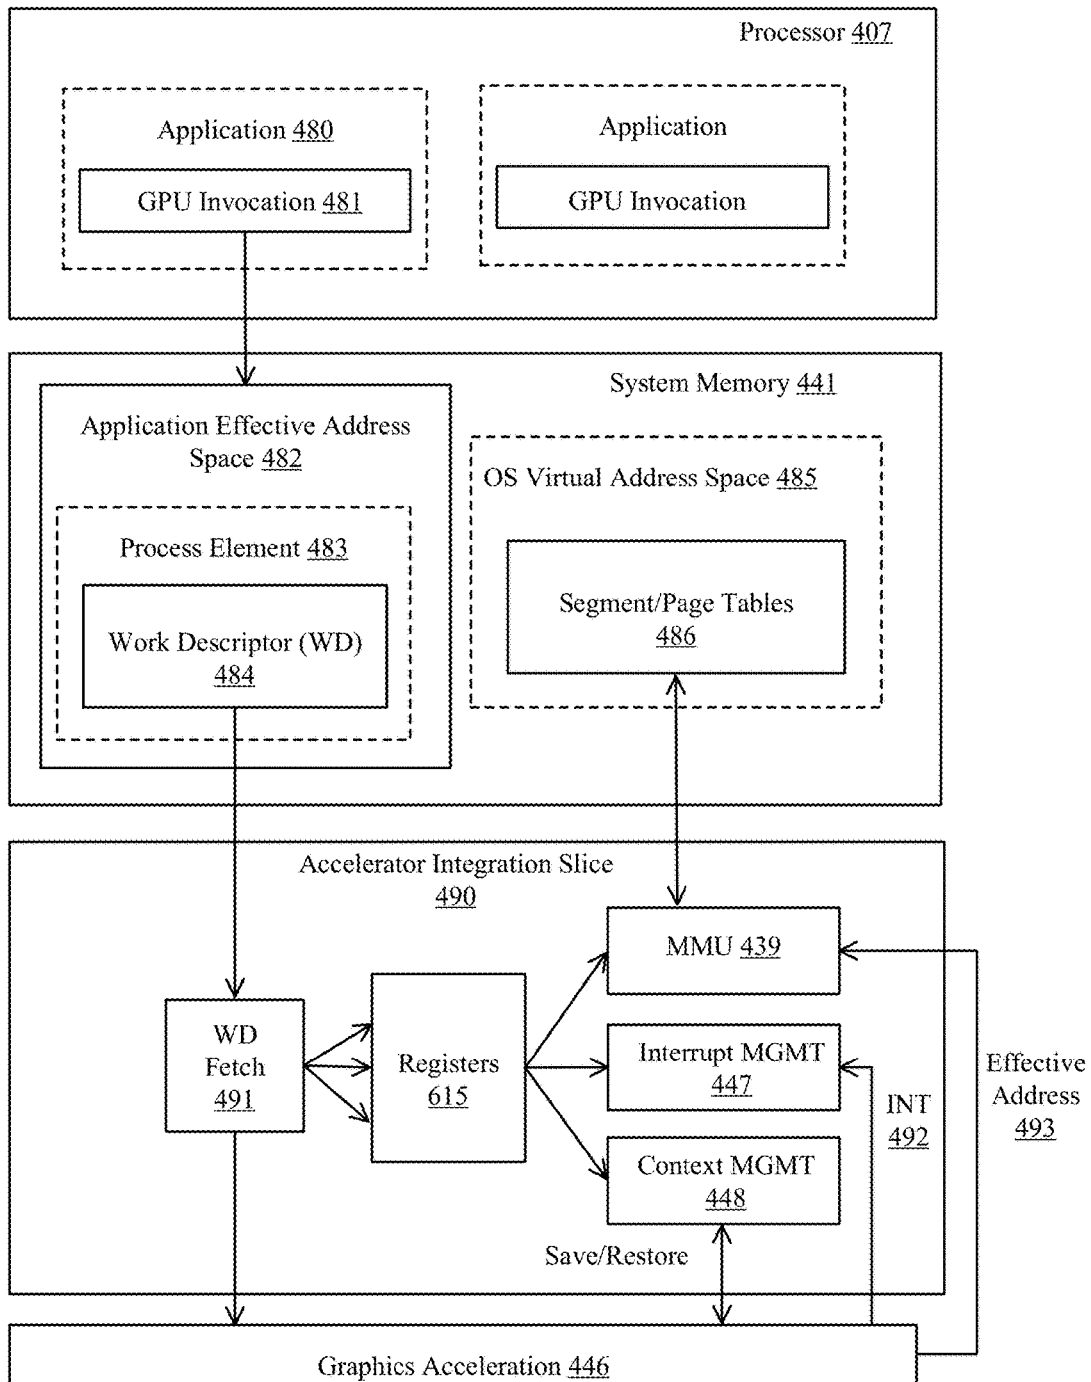 Processor 407
Application 480
GPU Invocation 481
Application
GPU Invocation
System Memory 441
Application Effective Address
Space 482
Process Element 483
Work Descriptor (WD)
484
OS Virtual Address Space 485
Segment/Page Tables
486
Accelerator Integration Slice
490
WD
Fetch
491
Registers
615
MMU 439
Interrupt MGMT
447
Context MGMT
448
Save/Restore
INT
492
Effective
Address
493
Graphics Acceleration 446